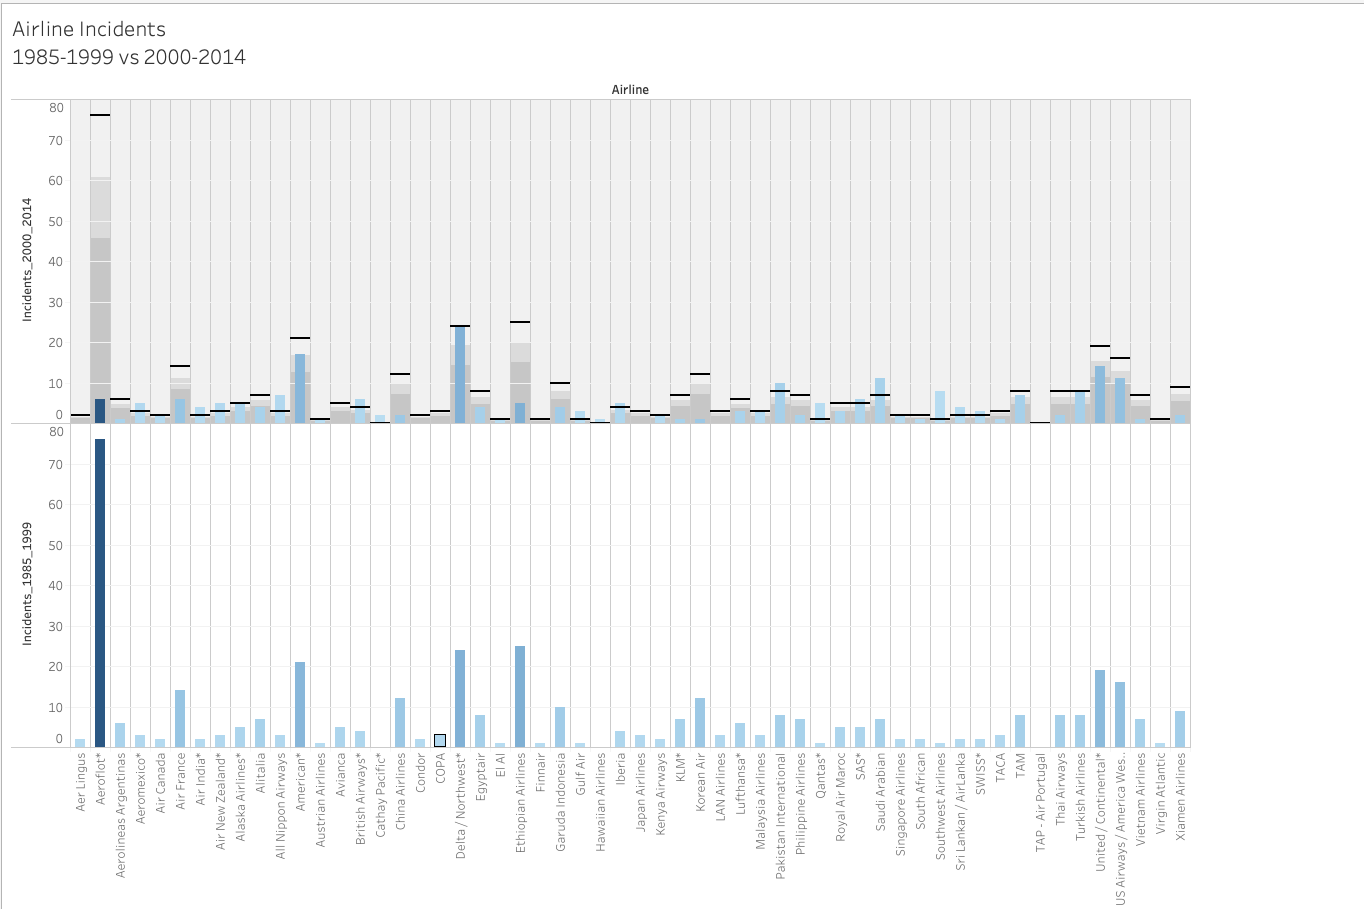 Airline Incidents
1985-1999 vs 2000-2014
Airline
Incidents_2000_2014
80
70
60
50
40
30
20
10
0
Incidents_1985_1999
80
70
60
50
40
30
20
10
0
Aer Lingus
Aeroflot*
Aerolineas Argentinas
Aeromexico*
Air Canada
Air France
Air India*
Air New Zealand*
Alaska Airlines*
Alitalia
All Nippon Airways
American*
Austrian Airlines
Avianca
British Airways*
Cathay Pacific*
China Airlines
Condor
COPA
Delta / Northwest*
Egyptair
El Al
Ethiopian Airlines
Finnair
Garuda Indonesia
Gulf Air
Hawaiian Airlines
Iberia
Japan Airlines
Kenya Airways
KLM*
Korean Air
LAN Airlines
Lufthansa*
Malaysia Airlines
Pakistan International
Philippine Airlines
Qantas*
Royal Air Maroc
SAS*
Saudi Arabian
Singapore Airlines
South African
Southwest Airlines
Sri Lankan / AirLanka
SWISS*
TACA
TAM
TAP - Air Portugal
Thai Airways
Turkish Airlines
United / Continental*
US Airways / America Wes..
Vietnam Airlines
Virgin Atlantic
Xiamen Airlines